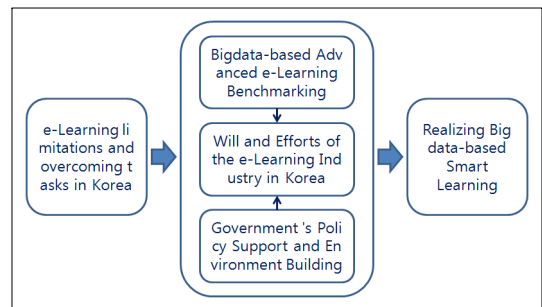 e-Learning li
mitations and
overcoming t
asks in Korea
Bigdata-based Adv
anced e-Learning
Benchmarking
Will and Efforts of
the e-Learning Ind
ustry in Korea
Government's Poli
cy Support and En
vironment Building
Realizing Big
data-based
Smart
Learning